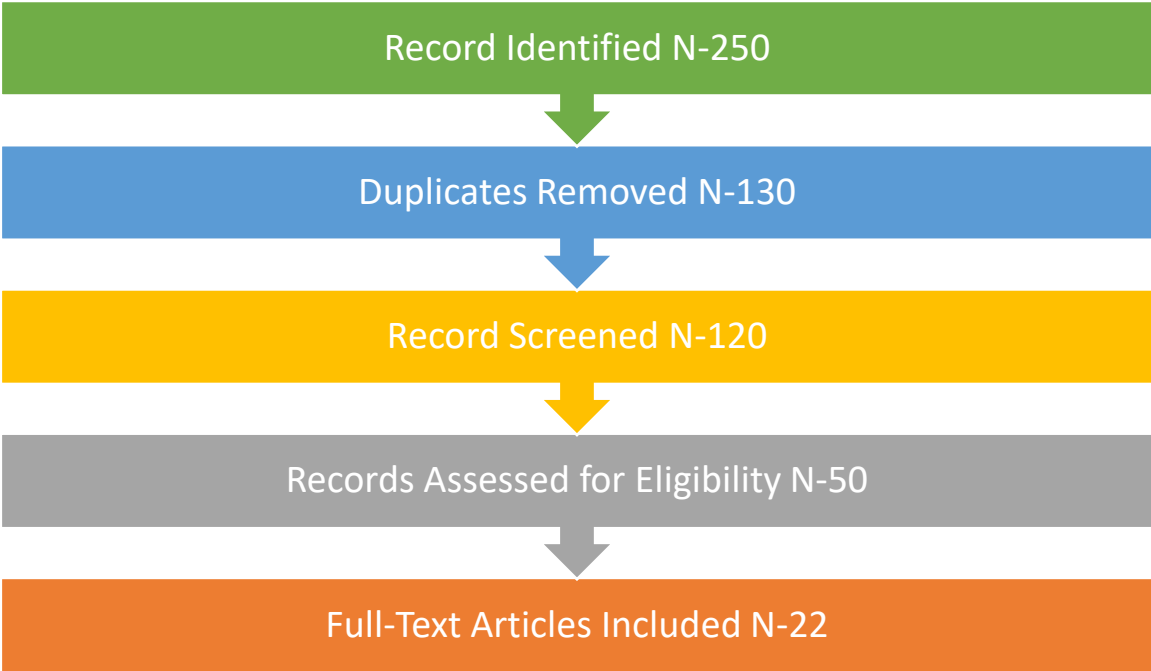 Record Identified N-250
Duplicates Removed N-130
Record Screened N-120
Records Assessed for Eligibility N-50
Full-Text Articles Included N-22